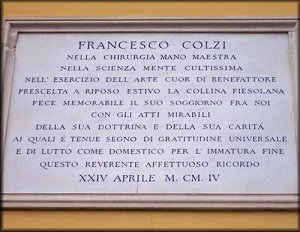 FRANCESCO COLZI
NELLA CHIRURGIA MANO MAESTRA
NELLA SCIENZA MENTE CULTISSIMA
NELL' ESERCIZIO DELL'ARTE CUOR DI BENEFATTORE
PRESCELTA A RIPOSO ESTIVO LA COLLINA FIESOLANA
FECE MEMORABILE IL SUO SOGGIORNO FRA NOI
CON GLI ATTI MIRABILI
DELLA SUA DOTTRINA E DELLA SUA CARITÁ
AI QUALI É TENUE SEGNO DI GRATITUDINE UNIVERSALE
E DI LUTTO COME DOMESTICO PER L' IMMATURA FINE
QUESTO REVERENTE AFFETTUOSO RICORDO
XXIV APRILE M. CM. IV